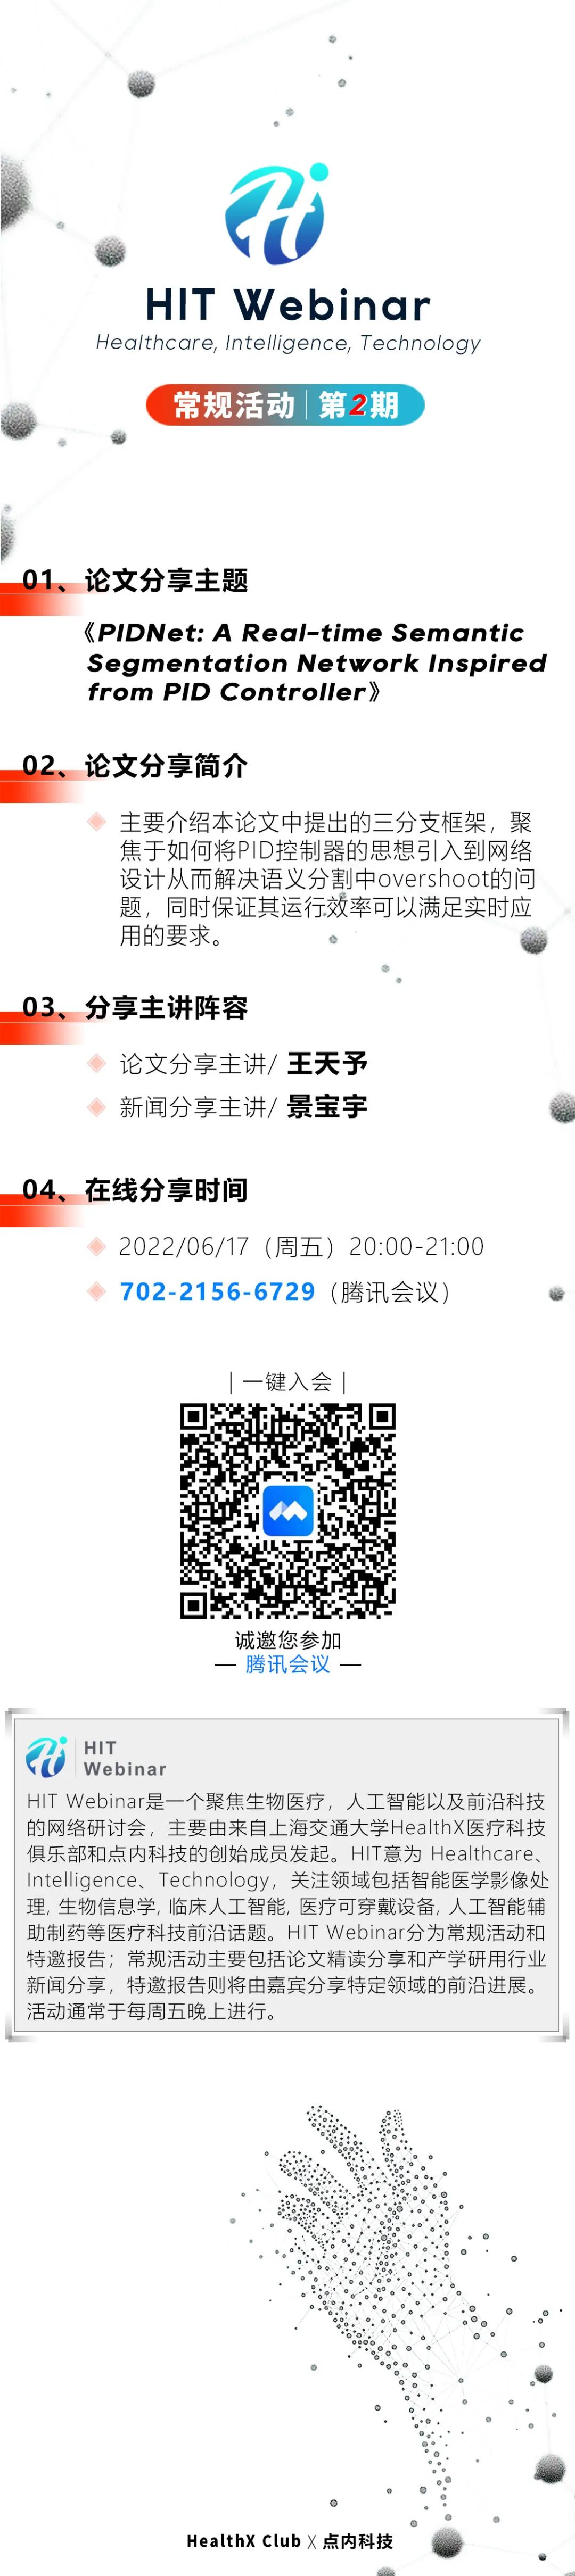 HIT Webinar
Healthcare, Intelligence, Technology
常规活动 | 第2期
01、论文分享主题
《PIDNet: A Real-time Semantic
Segmentation Network Inspired
from PID Controller》
02、论文分享简介
主要介绍本论文中提出的三分支框架，聚
焦于如何将PID控制器的思想引入到网络
设计从而解决语义分割中overshoot的问
题，同时保证其运行效率可以满足实时应
用的要求。
03、分享主讲阵容
论文分享主讲/ 王天予
新闻分享主讲/ 景宝宇
04、在线分享时间
2022/06/17（周五）20:00-21:00
702-2156-6729（腾讯会议）
| 一键入会 |
诚邀您参加
— 腾讯会议 —
HIT
Webinar
HIT Webinar是一个聚焦生物医疗，人工智能以及前沿科技
的网络研讨会，主要由来自上海交通大学HealthX医疗科技
俱乐部和点内科技的创始成员发起。HIT意为 Healthcare、
Intelligence、Technology，关注领域包括智能医学影像处
理, 生物信息学, 临床人工智能, 医疗可穿戴设备, 人工智能辅
助制药等医疗科技前沿话题。HIT Webinar分为常规活动和
特邀报告；常规活动主要包括论文精读分享和产学研用行业
新闻分享，特邀报告则将由嘉宾分享特定领域的前沿进展。
活动通常于每周五晚上进行。
HealthX Club X 点内科技